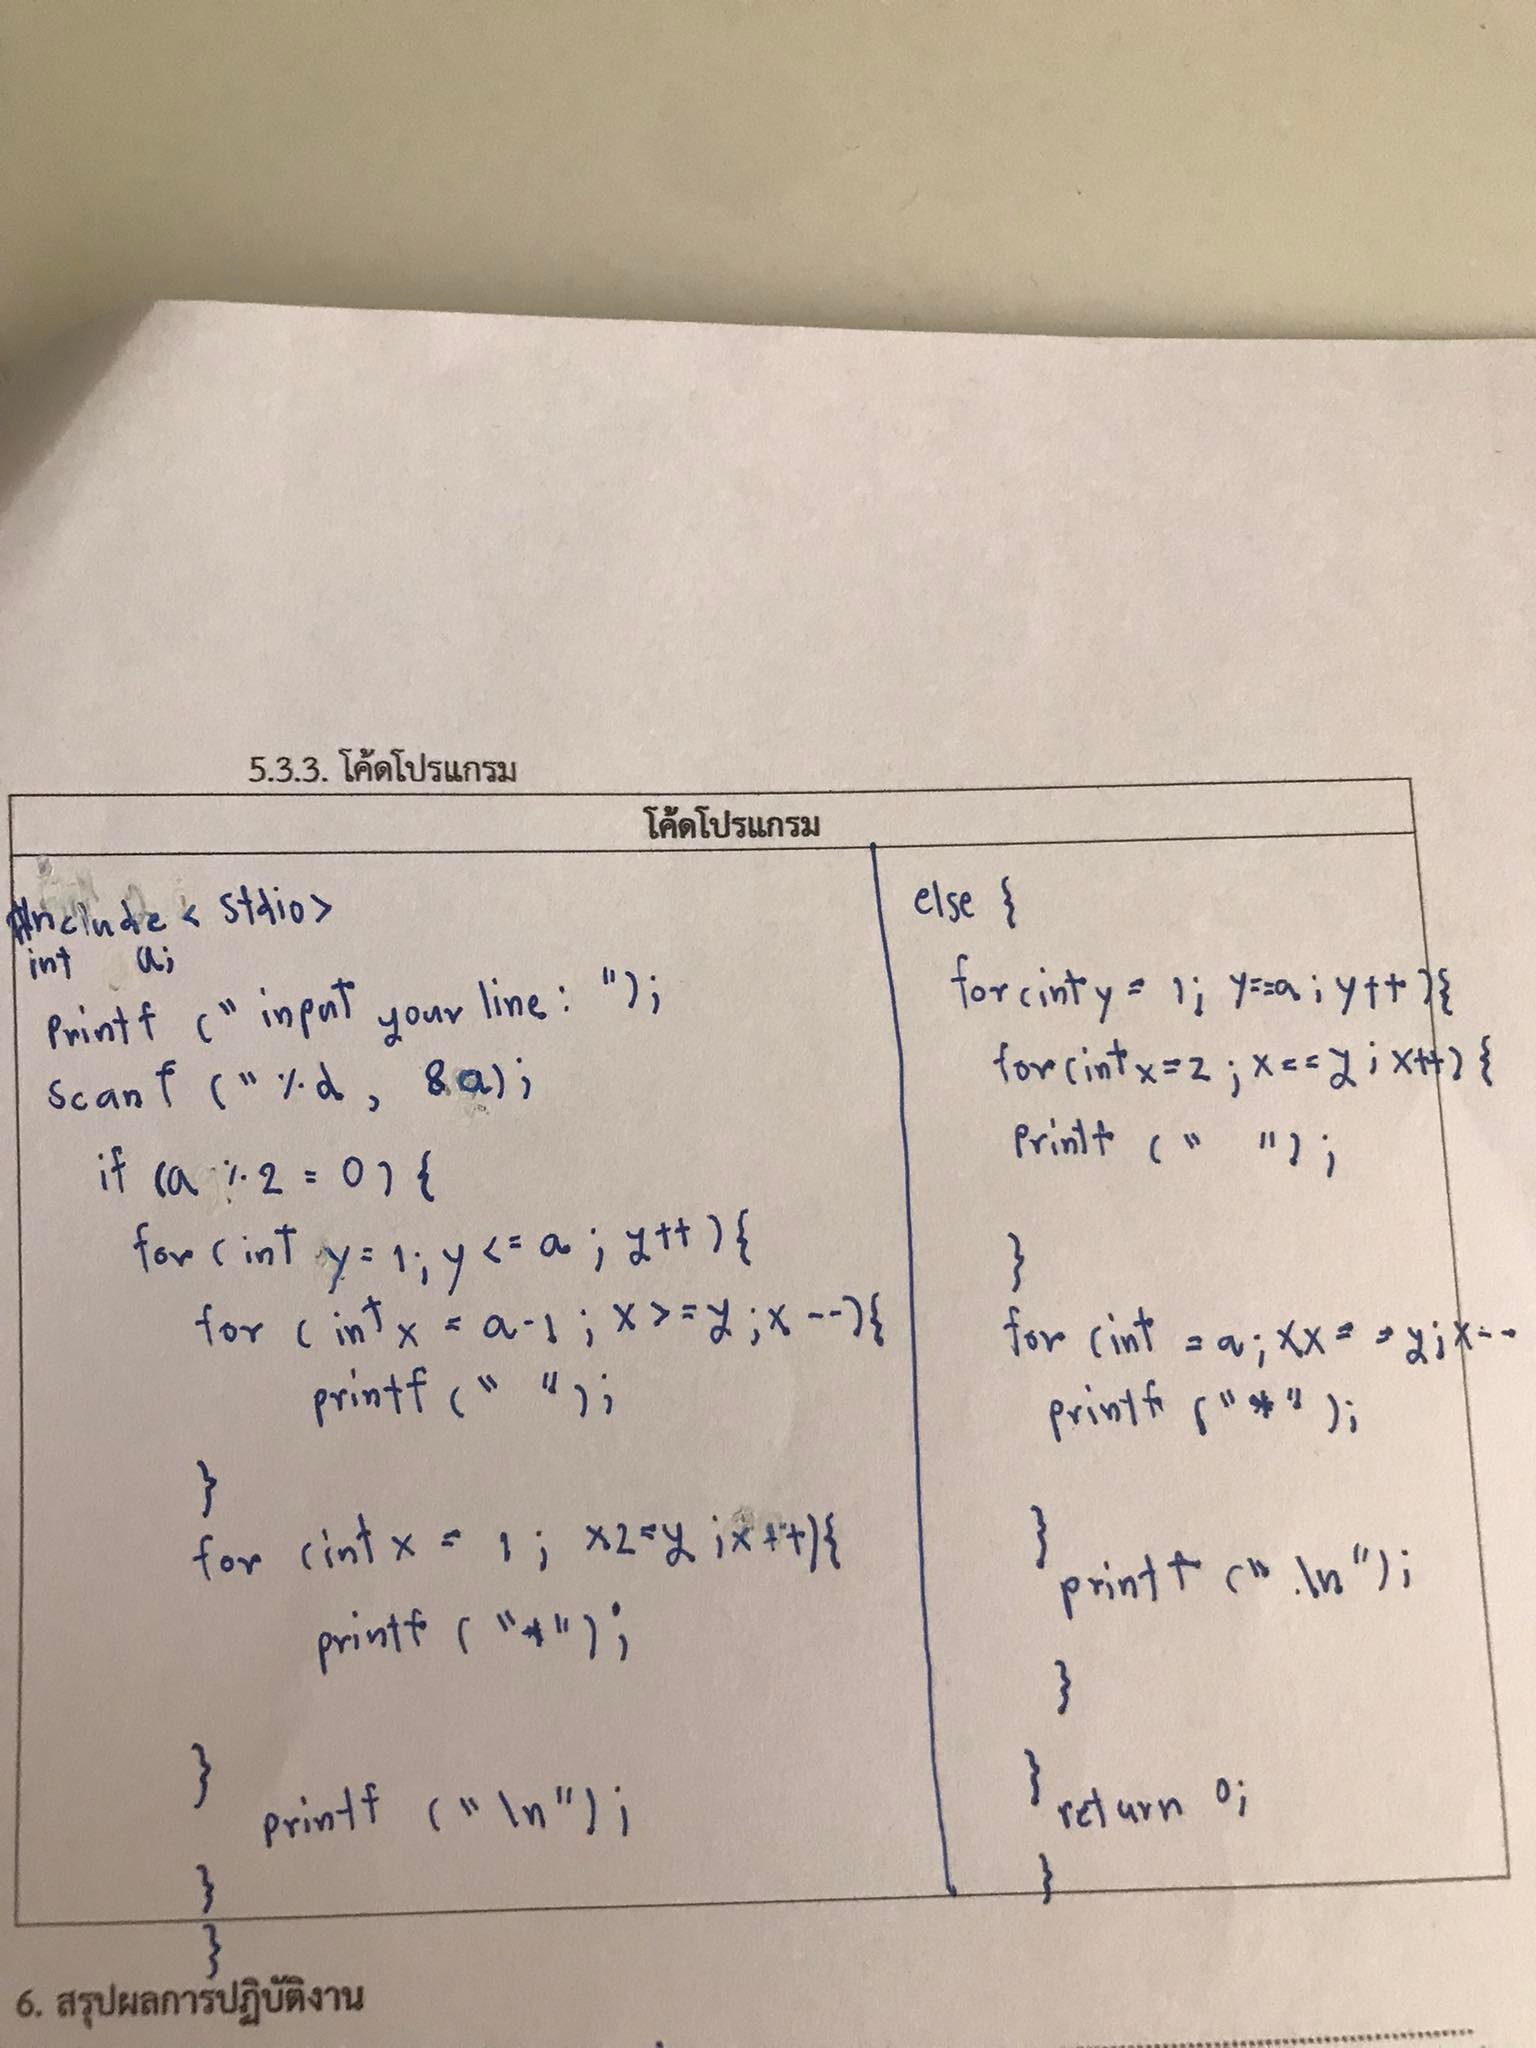 5.3.3. โค้ดโปรแกรม
โค้ดโปรแกรม
#include < stdio>
int a;
Printf (" input your line: ");
Scanf (" %d , &a);
if (a % 2 = 0) {
for ( int y = 1; y <= a ; y++ ) {
for ( int x = a-1 ; x >= y ; x --) {
printf (" ");
}
for (int x = 1 ; x2=y ; x++) {
printf ("*");
}
printf ("\n");
}
}
else {
for (int y = 1; y==a ; y++ ) {
for (int x=2 ; x==y ; x++) {
Printf (" ");
}
for (int = a; xx = = y; x--
printf ("*");
}
printf (" \n");
}
}
return 0;
}
6. สรุปผลการปฏิบัติงาน